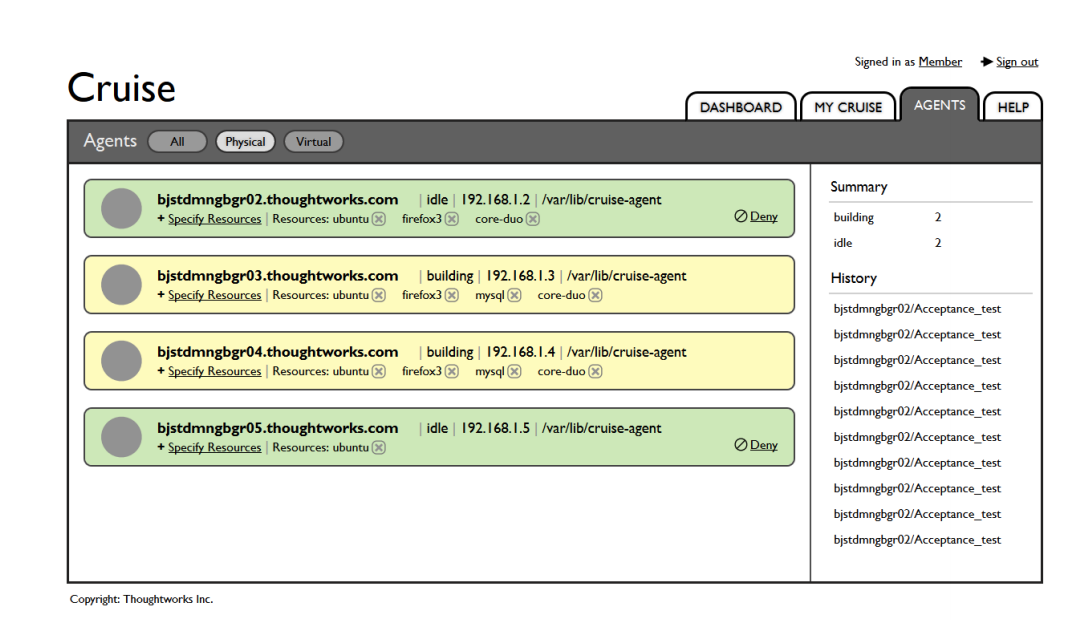 Signed in as Member Sign out
Cruise
DASHBOARD MY CRUISE AGENTS HELP
Agents All Physical Virtual
bjstdmngbgr02.thoughtworks.com | idle | 192.168.1.2 | /var/lib/cruise-agent
+ Specify Resources | Resources: ubuntu firefox3 core-duo
Deny
bjstdmngbgr03.thoughtworks.com | building | 192.168.1.3 | /var/lib/cruise-agent
+ Specify Resources | Resources: ubuntu firefox3 mysql core-duo
bjstdmngbgr04.thoughtworks.com | building | 192.168.1.4 | /var/lib/cruise-agent
+ Specify Resources | Resources: ubuntu firefox3 mysql core-duo
bjstdmngbgr05.thoughtworks.com | idle | 192.168.1.5 | /var/lib/cruise-agent
+ Specify Resources | Resources: ubuntu
Deny
Summary
building 2
idle 2
History
bjstdmngbgr02/Acceptance_test
bjstdmngbgr02/Acceptance_test
bjstdmngbgr02/Acceptance_test
bjstdmngbgr02/Acceptance_test
bjstdmngbgr02/Acceptance_test
bjstdmngbgr02/Acceptance_test
bjstdmngbgr02/Acceptance_test
bjstdmngbgr02/Acceptance_test
bjstdmngbgr02/Acceptance_test
bjstdmngbgr02/Acceptance_test
Copyright: Thoughtworks Inc.